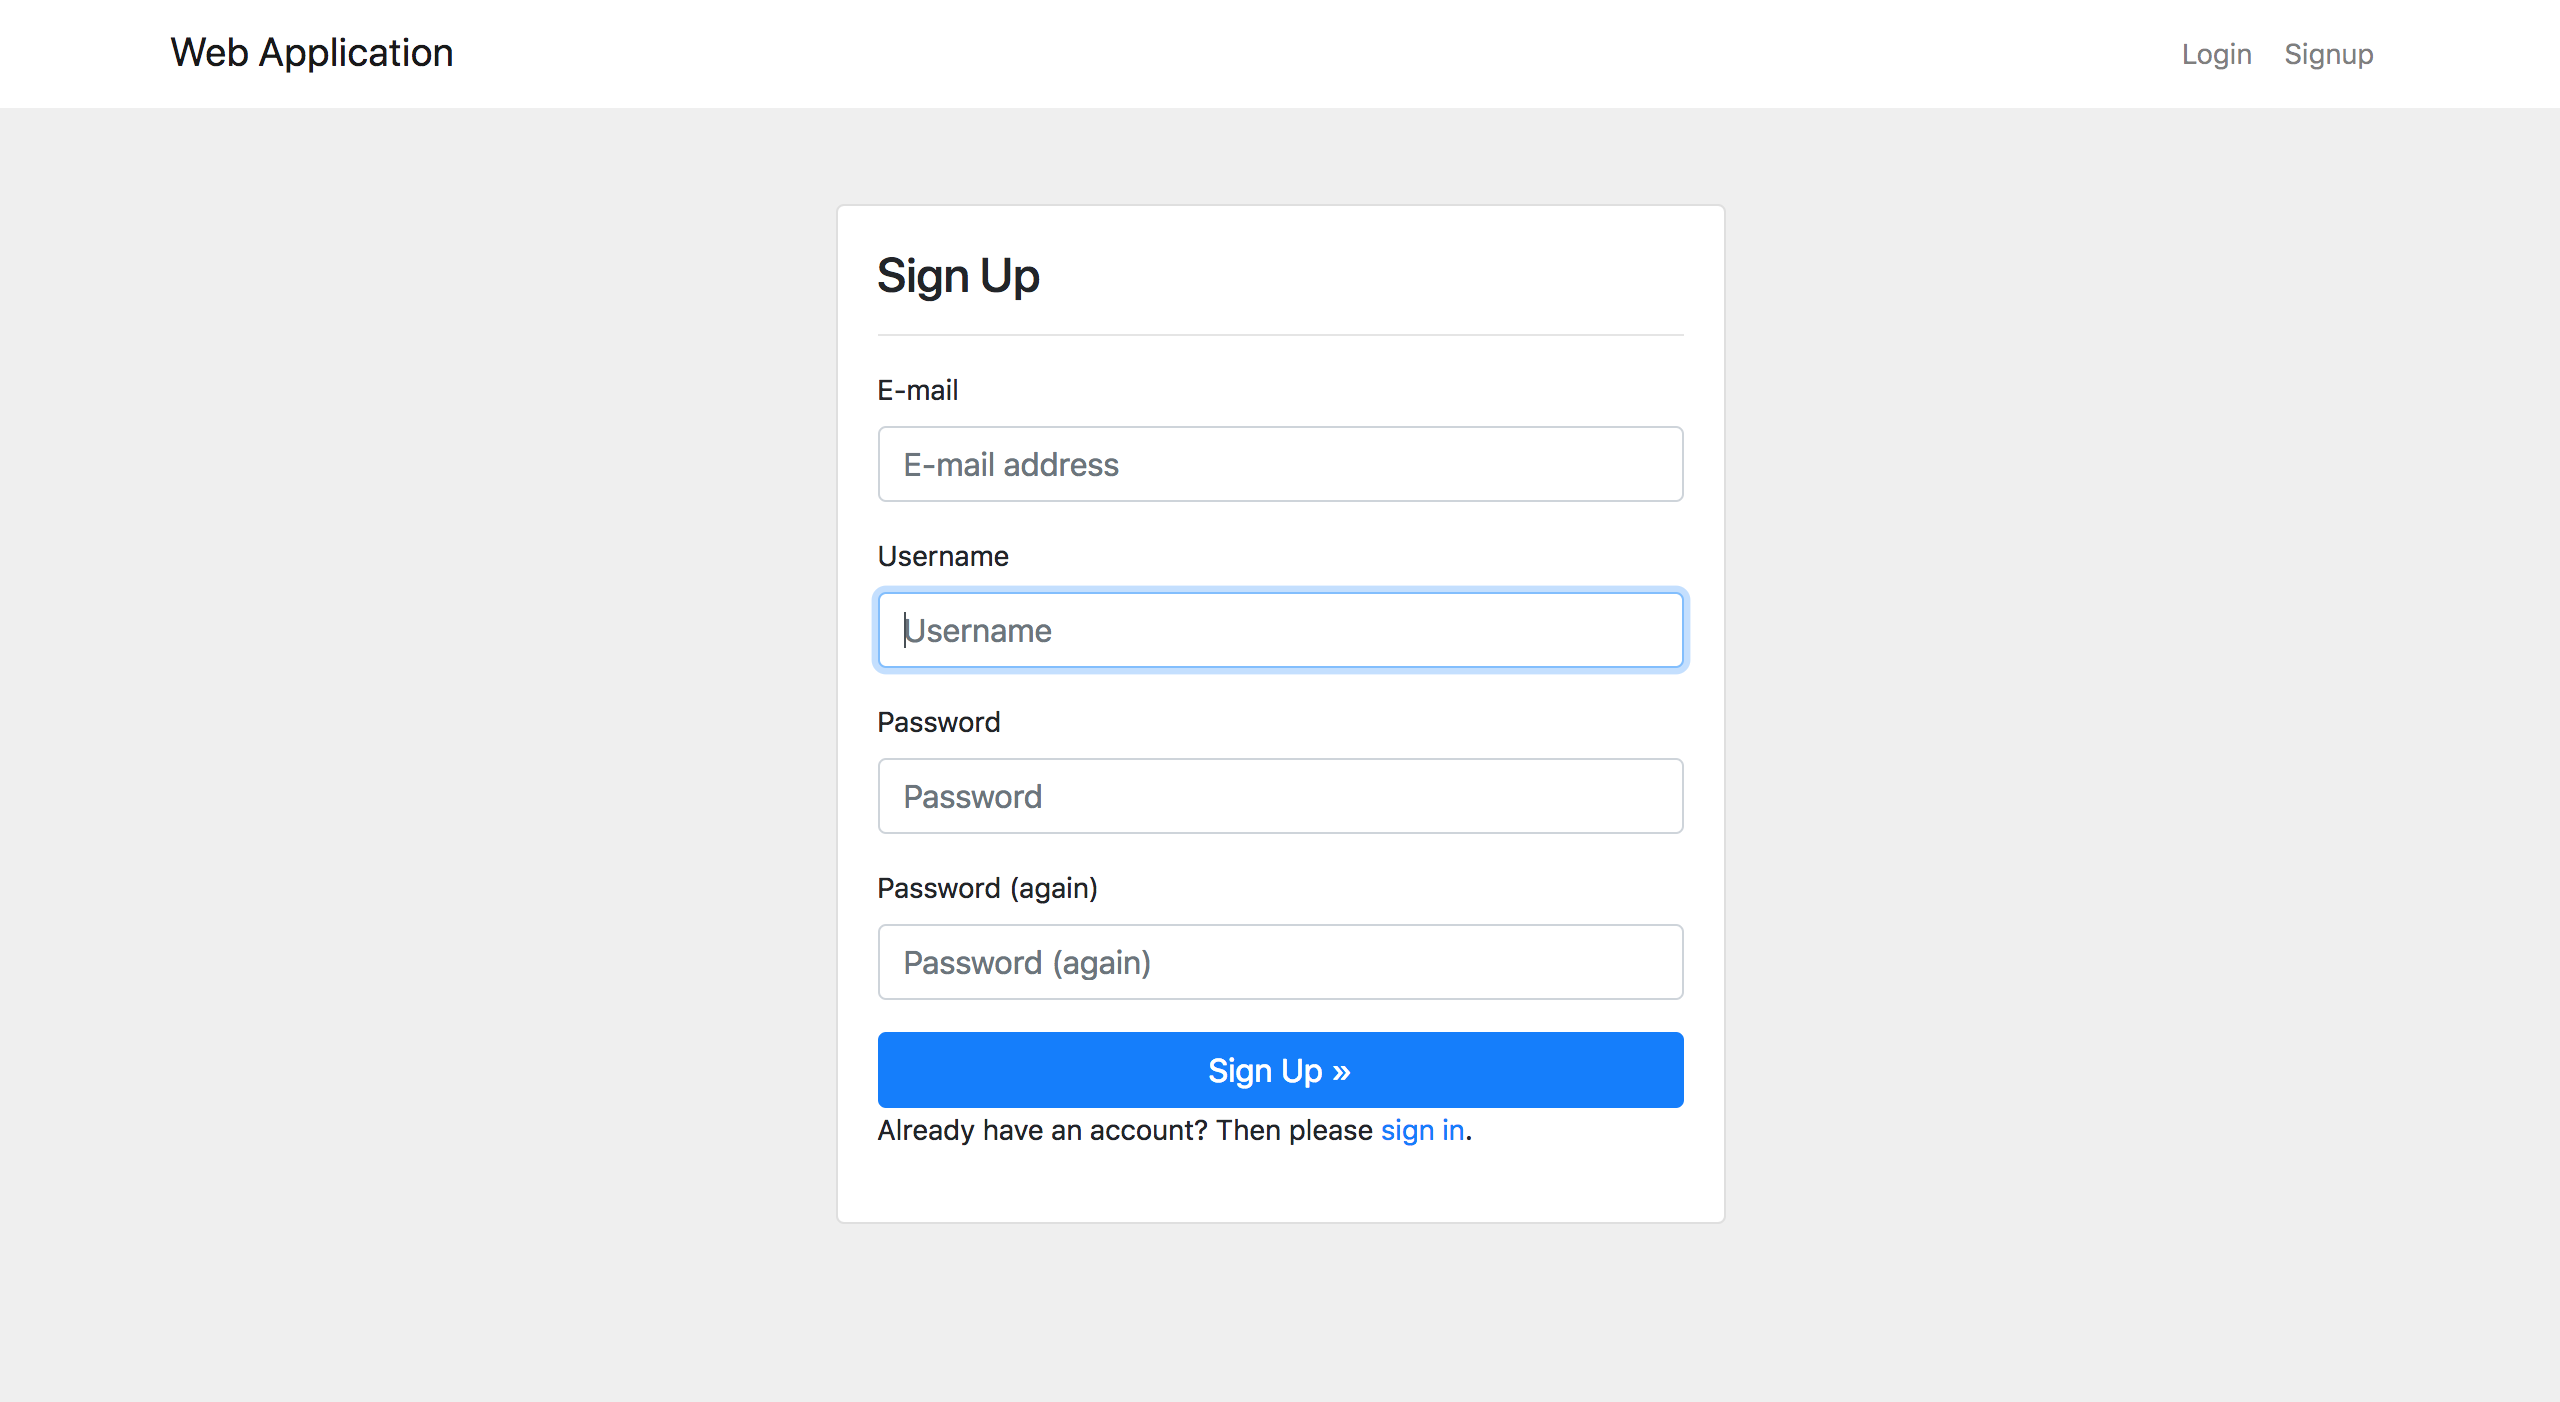 Web Application
Login Signup
Sign Up
E-mail
E-mail address
Username
Username
Password
Password
Password (again)
Password (again)
Sign Up »
Already have an account? Then please sign in.